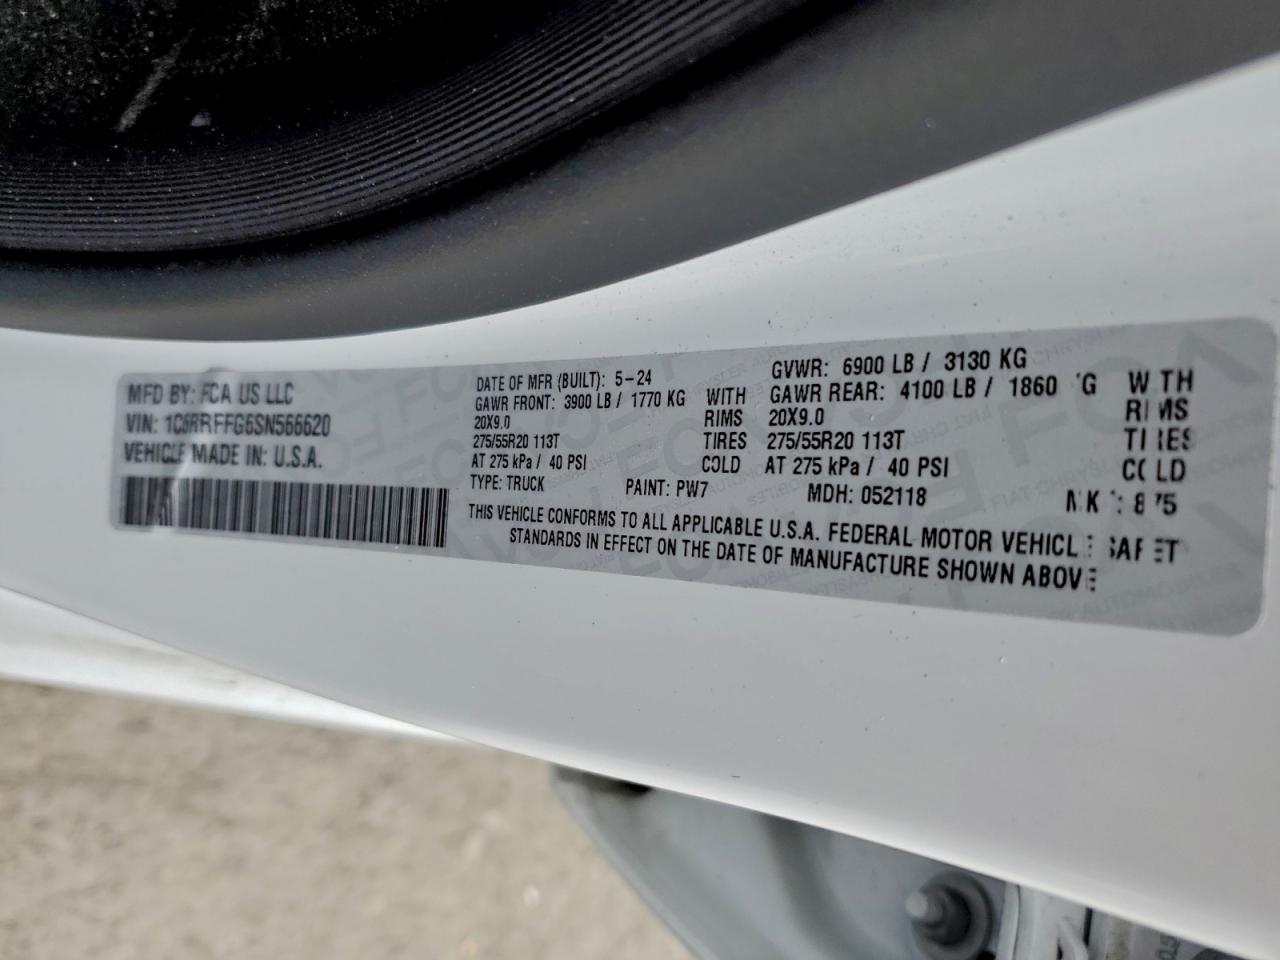 MFD BY: FCA US LLC
VIN: 1C6RRFFG6SN566620
VEHICLE MADE IN: U.S.A.
DATE OF MFR (BUILT): 5-24
GVWR: 6900 LB / 3130 KG
GAWR FRONT: 3900 LB / 1770 KG WITH GAWR REAR: 4100 LB / 1860 KG WITH
20X9.0 RIMS 20X9.0 RIMS
275/55R20 113T TIRES 275/55R20 113T TIRES
AT 275 kPa / 40 PSI COLD AT 275 kPa / 40 PSI COLD
TYPE: TRUCK PAINT: PW7 MDH: 052118
THIS VEHICLE CONFORMS TO ALL APPLICABLE U.S.A. FEDERAL MOTOR VEHICLE SAFET
STANDARDS IN EFFECT ON THE DATE OF MANUFACTURE SHOWN ABOVE